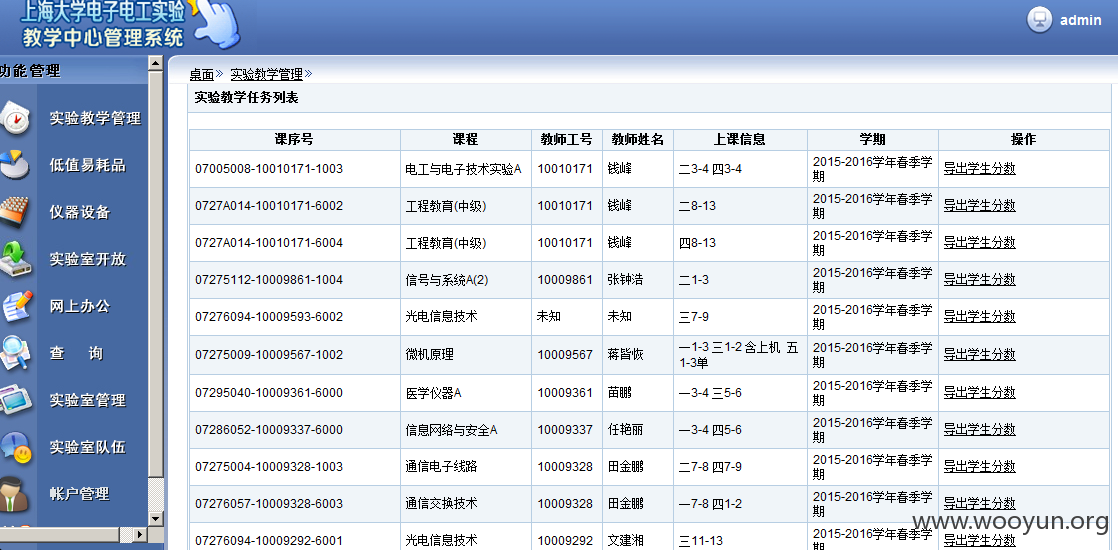 上海大学电子电工实验
教学中心管理系统
admin
功能管理
实验教学管理
低值易耗品
仪器设备
实验室开放
网上办公
查 询
实验室管理
实验室队伍
帐户管理
桌面» 实验教学管理»
实验教学任务列表
课序号 课程 教师工号 教师姓名 上课信息 学期 操作
07005008-10010171-1003 电工与电子技术实验A 10010171 钱峰 二3-4 四3-4 2015-2016学年春季学期 导出学生分数
0727A014-10010171-6002 工程教育(中级) 10010171 钱峰 二8-13 2015-2016学年春季学期 导出学生分数
0727A014-10010171-6004 工程教育(中级) 10010171 钱峰 四8-13 2015-2016学年春季学期 导出学生分数
07275112-10009861-1004 信号与系统A(2) 10009861 张钟浩 二1-3 2015-2016学年春季学期 导出学生分数
07276094-10009593-6002 光电信息技术 未知 未知 三7-9 2015-2016学年春季学期 导出学生分数
07275009-10009567-1002 微机原理 10009567 蒋皆恢 一1-3 三1-2 含上机 五1-3单 2015-2016学年春季学期 导出学生分数
07295040-10009361-6000 医学仪器A 10009361 苗鹏 一3-4 三5-6 2015-2016学年春季学期 导出学生分数
07286052-10009337-6000 信息网络与安全A 10009337 任艳丽 一3-4 四5-6 2015-2016学年春季学期 导出学生分数
07275004-10009328-1003 通信电子线路 10009328 田金鹏 二7-8 四7-9 2015-2016学年春季学期 导出学生分数
07276057-10009328-6003 通信交换技术 10009328 田金鹏 一7-8 四1-2 2015-2016学年春季学期 导出学生分数
07276094-10009292-6001 光电信息技术 10009292 文建湘 三11-13 2015-2016学年春季学期 导出学生分数
www.wooyun.org